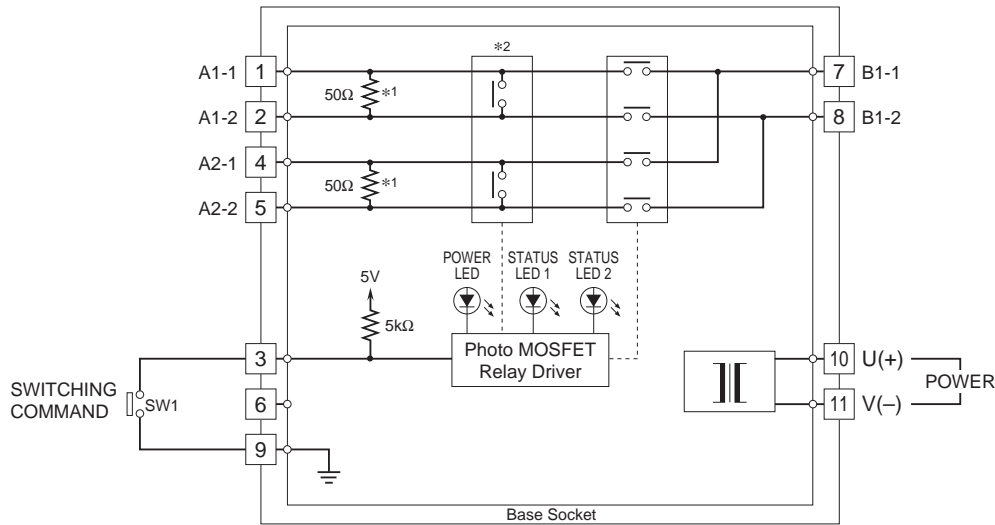 *2
A1-1 1 7 B1-1
50Ω *1
A1-2 2 8 B1-2
A2-1 4
50Ω *1
A2-2 5
POWER LED
STATUS LED 1
STATUS LED 2
5V
5kΩ
Photo MOSFET
Relay Driver
3
SWITCHING
COMMAND
SW1
6
9
10 U(+)
POWER
11 V(–)
Base Socket